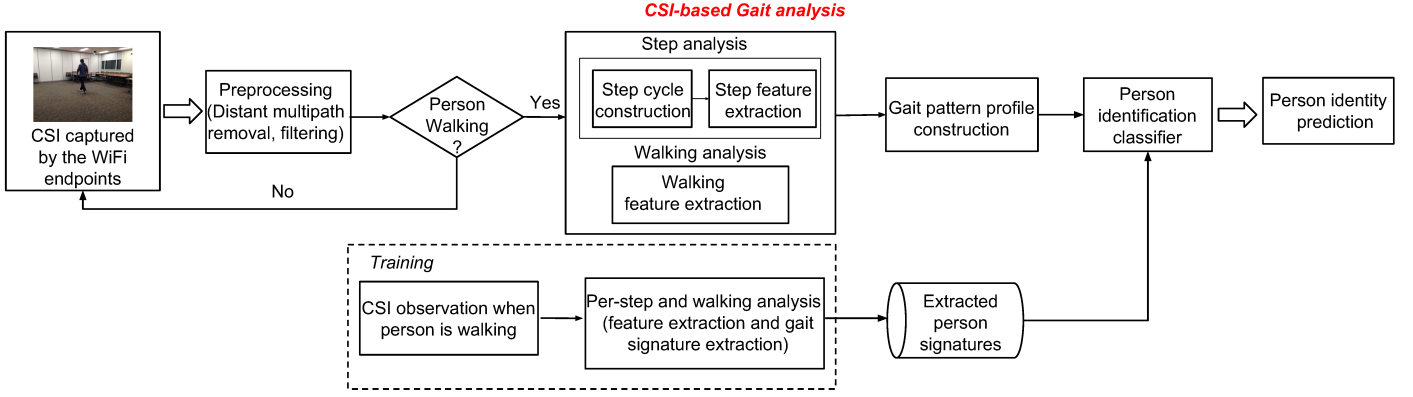 CSI-based Gait analysis
CSI captured
by the WiFi
endpoints
Preprocessing
(Distant multipath
removal, filtering)
Person
Walking
?
Yes
No
Step analysis
Step cycle
construction
Step feature
extraction
Walking analysis
Walking
feature extraction
Gait pattern profile
construction
Person
identification
classifier
Person identity
prediction
Training
CSI observation when
person is walking
Per-step and walking analysis
(feature extraction and gait
signature extraction)
Extracted
person
signatures